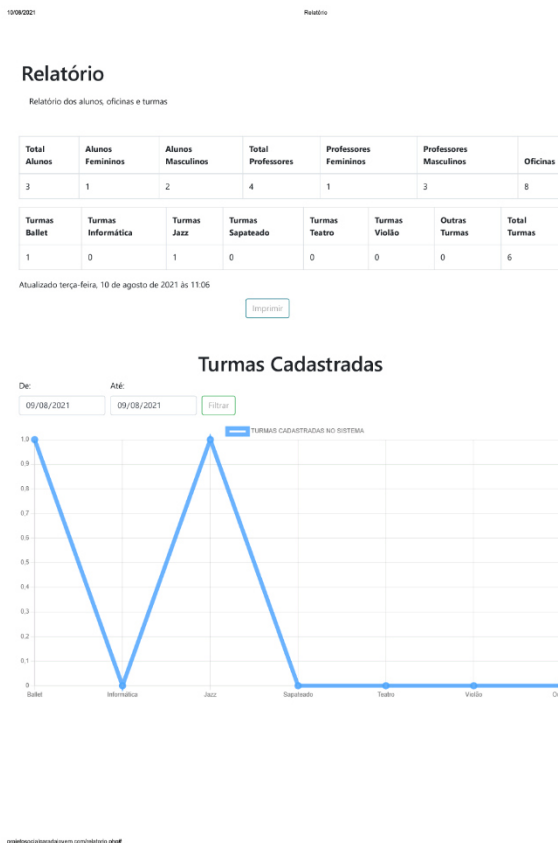 10/08/2021 Relatório
Relatório
Relatório dos alunos, oficinas e turmas
Total Alunos Alunos Femininos Alunos Masculinos Total Professores Professores Femininos Professores Masculinos Oficinas
3 1 2 4 1 3 8
Turmas Ballet Turmas Informática Turmas Jazz Turmas Sapateado Turmas Teatro Turmas Violão Outras Turmas Total Turmas
1 0 1 0 0 0 0 6
Atualizado terça-feira, 10 de agosto de 2021 às 11:06
Imprimir
Turmas Cadastradas
De: Até:
09/08/2021 09/08/2021 Filtrar
TURMAS CADASTRADAS NO SISTEMA
1,0
0,9
0,8
0,7
0,6
0,5
0,4
0,3
0,2
0,1
0
Ballet Informática Jazz Sapateado Teatro Violão